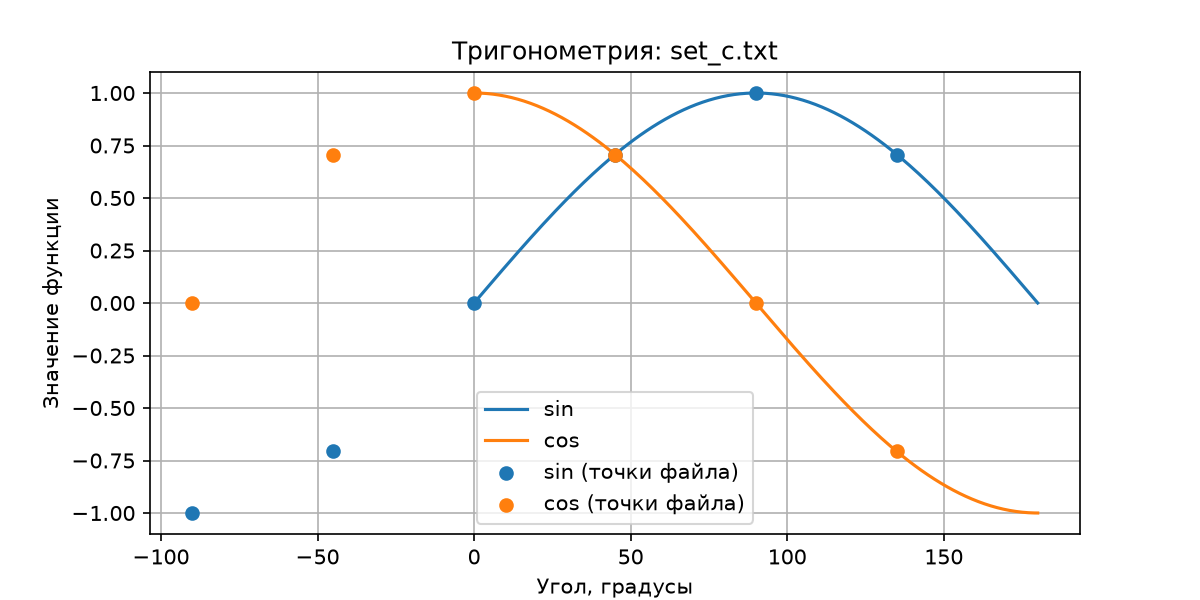 Тригонометрия: set_c.txt
Значение функции
1.00
0.75
0.50
0.25
0.00
−0.25
−0.50
−0.75
−1.00
sin
cos
sin (точки файла)
cos (точки файла)
−100
−50
0
50
100
150
Угол, градусы